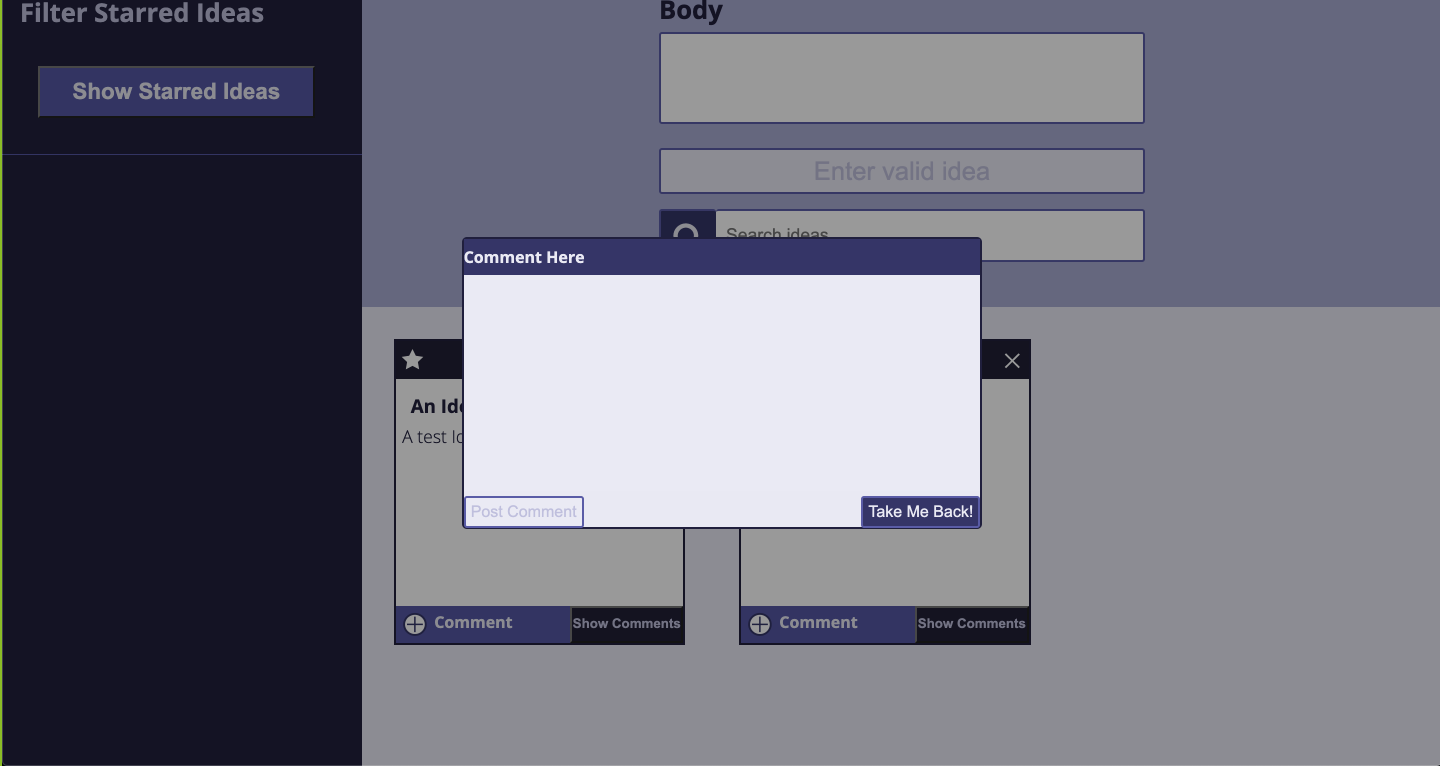 Filter Starred Ideas
Show Starred Ideas
Body
Enter valid idea
Search ideas
Comment Here
Post Comment
Take Me Back!
An Ide
A test Id
Comment
Show Comments
Comment
Show Comments